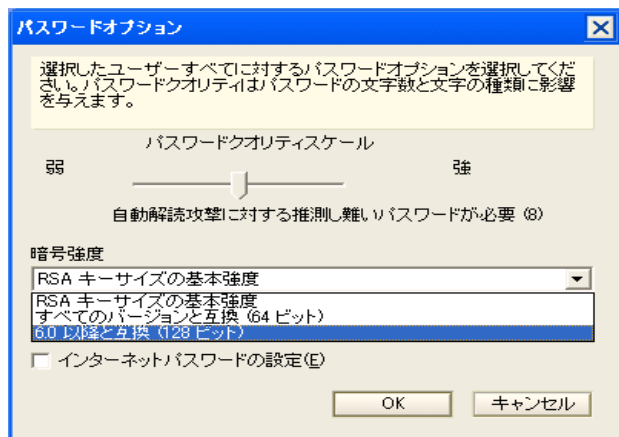 パスワードオプション
選択したユーザーすべてに対するパスワードオプションを選択してくだ
さい。パスワードクオリティはパスワードの文字数と文字の種類に影響
を与えます。
パスワードクオリティスケール
弱 強
自動解読攻撃に対する推測し難いパスワードが必要 (8)
暗号強度
RSA キーサイズの基本強度
RSA キーサイズの基本強度
すべてのバージョンと互換 (64 ビット)
6.0 以降と互換 (128 ビット)
インターネットパスワードの設定(E)
OK キャンセル